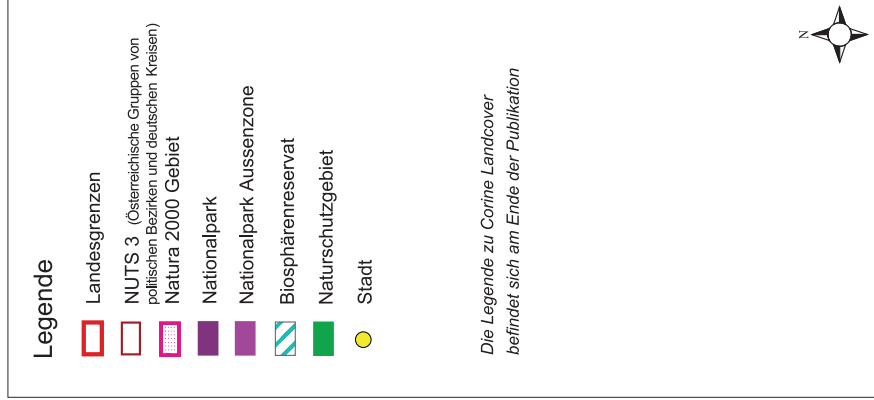 Legende
Landesgrenzen
NUTS 3 (Österreichische Gruppen von
politischen Bezirken und deutschen Kreisen)
Natura 2000 Gebiet
Nationalpark
Nationalpark Aussenzone
Biosphärenreservat
Naturschutzgebiet
Stadt
Die Legende zu Corine Landcover
befindet sich am Ende der Publikation
N